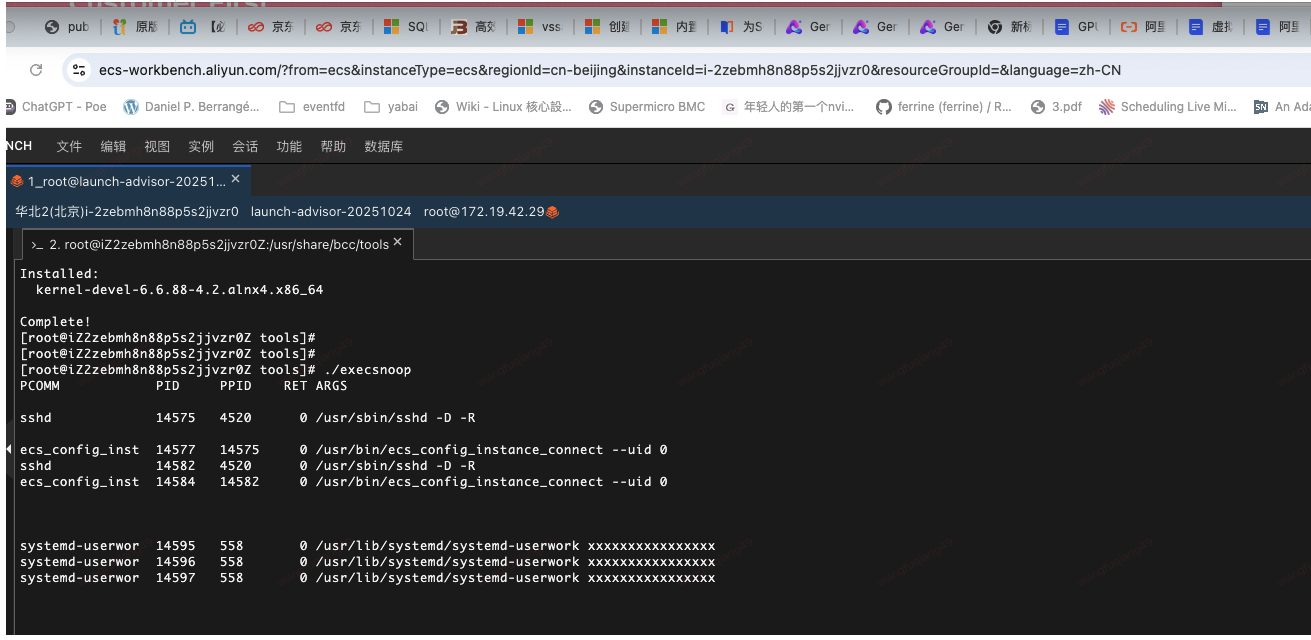 Customer First
pub 原版 【必 京东 京东 SQL 高效 vss 创建 内置 为S Ger Ger Ger 新标 GPU 阿里 虚拟 阿里
ecs-workbench.aliyun.com/?from=ecs&instanceType=ecs&regionId=cn-beijing&instanceId=i-2zebmh8n88p5s2jjvzr0&resourceGroupId=&language=zh-CN
ChatGPT - Poe Daniel P. Berrangé... eventfd yabai Wiki - Linux 核心設... Supermicro BMC 年轻人的第一个nvi... ferrine (ferrine) / R... 3.pdf Scheduling Live Mi... SN An Ada
NCH 文件 编辑 视图 实例 会话 功能 帮助 数据库
1_root@launch-advisor-20251... ×
华北2(北京)i-2zebmh8n88p5s2jjvzr0 launch-advisor-20251024 root@172.19.42.29
>_ 2. root@iZ2zebmh8n88p5s2jjvzr0Z:/usr/share/bcc/tools ×
Installed:
kernel-devel-6.6.88-4.2.alnx4.x86_64
Complete!
[root@iZ2zebmh8n88p5s2jjvzr0Z tools]#
[root@iZ2zebmh8n88p5s2jjvzr0Z tools]#
[root@iZ2zebmh8n88p5s2jjvzr0Z tools]# ./execsnoop
PCOMM PID PPID RET ARGS
sshd 14575 4520 0 /usr/sbin/sshd -D -R
ecs_config_inst 14577 14575 0 /usr/bin/ecs_config_instance_connect --uid 0
sshd 14582 4520 0 /usr/sbin/sshd -D -R
ecs_config_inst 14584 14582 0 /usr/bin/ecs_config_instance_connect --uid 0
systemd-userwor 14595 558 0 /usr/lib/systemd/systemd-userwork xxxxxxxxxxxxxxxx
systemd-userwor 14596 558 0 /usr/lib/systemd/systemd-userwork xxxxxxxxxxxxxxxx
systemd-userwor 14597 558 0 /usr/lib/systemd/systemd-userwork xxxxxxxxxxxxxxxx